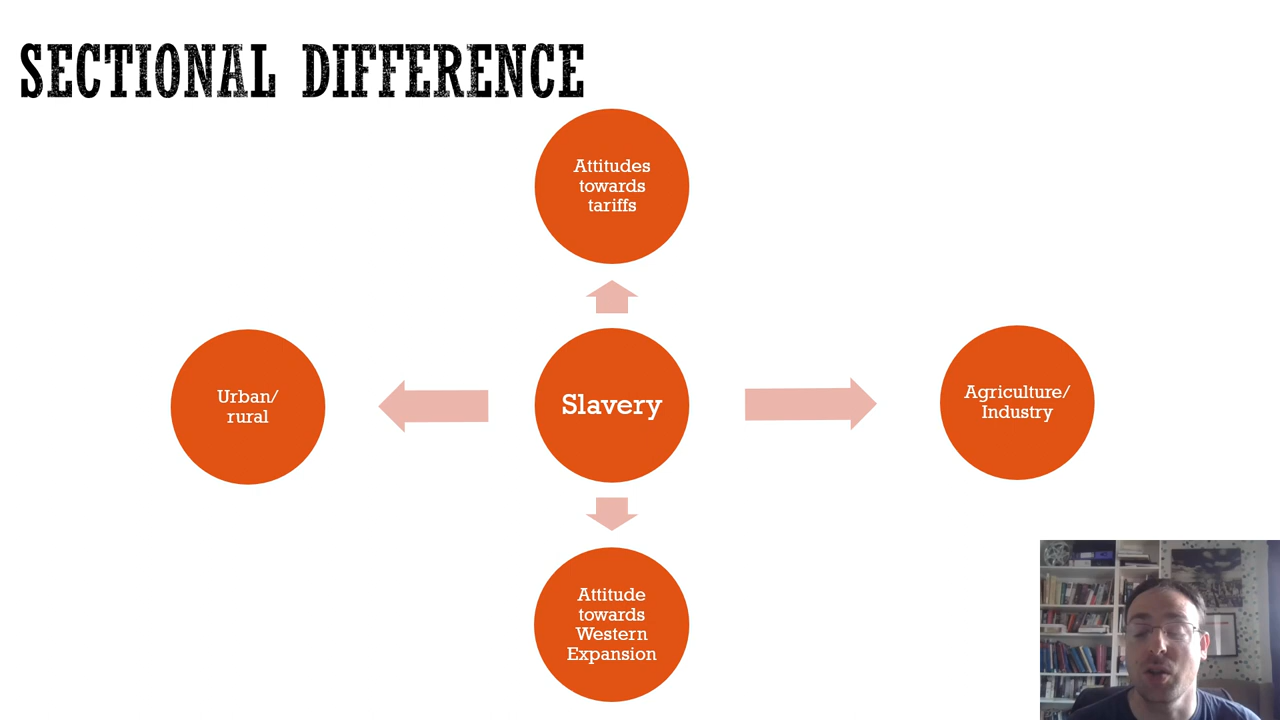 SECTIONAL DIFFERENCE
Attitudes
towards
tariffs
Urban/
rural
Slavery
Agriculture/
Industry
Attitude
towards
Western
Expansion